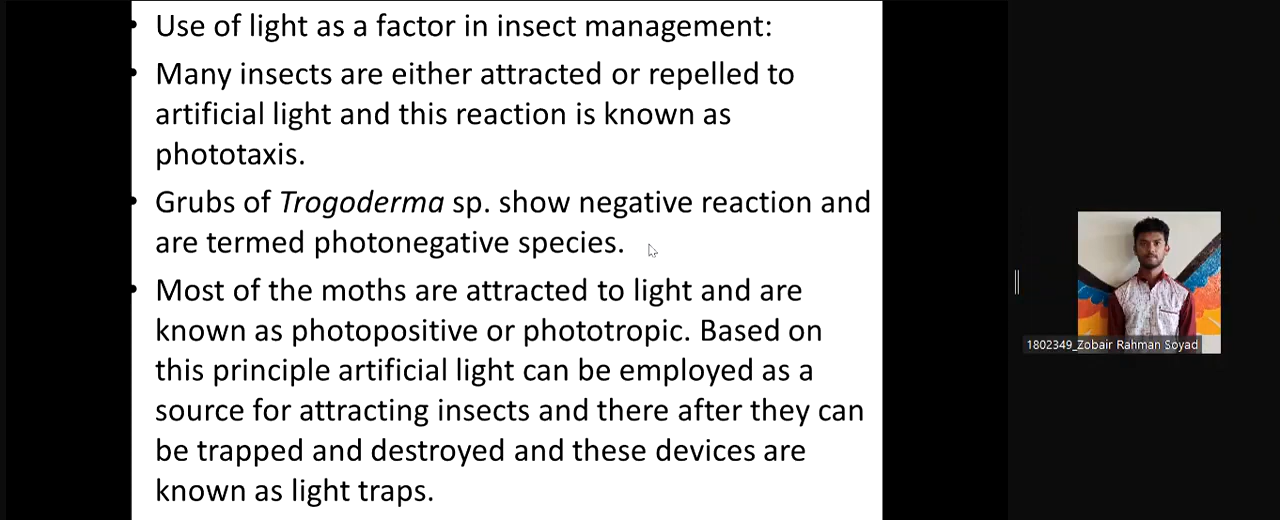 • Use of light as a factor in insect management:
• Many insects are either attracted or repelled to
artificial light and this reaction is known as
phototaxis.
• Grubs of Trogoderma sp. show negative reaction and
are termed photonegative species.
• Most of the moths are attracted to light and are
known as photopositive or phototropic. Based on
this principle artificial light can be employed as a
source for attracting insects and there after they can
be trapped and destroyed and these devices are
known as light traps.
1802349_Zobair Rahman Soyad